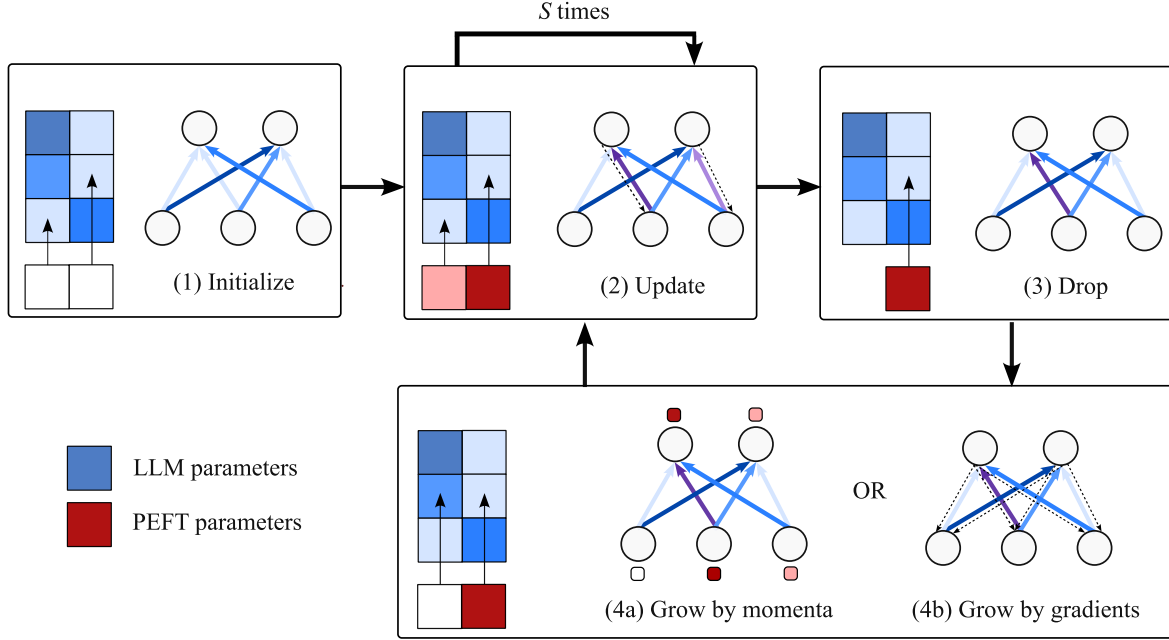 S times
(1) Initialize
(2) Update
(3) Drop
LLM parameters
PEFT parameters
OR
(4a) Grow by momenta
(4b) Grow by gradients